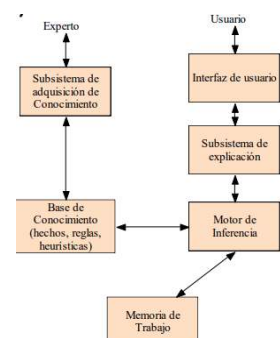 Experto
Usuario
Subsistema de
adquisición de
Conocimiento
Interfaz de usuario
Subsistema de
explicación
Base de
Conocimiento
(hechos, reglas,
heurísticas)
Motor de
Inferencia
Memoria de
Trabajo